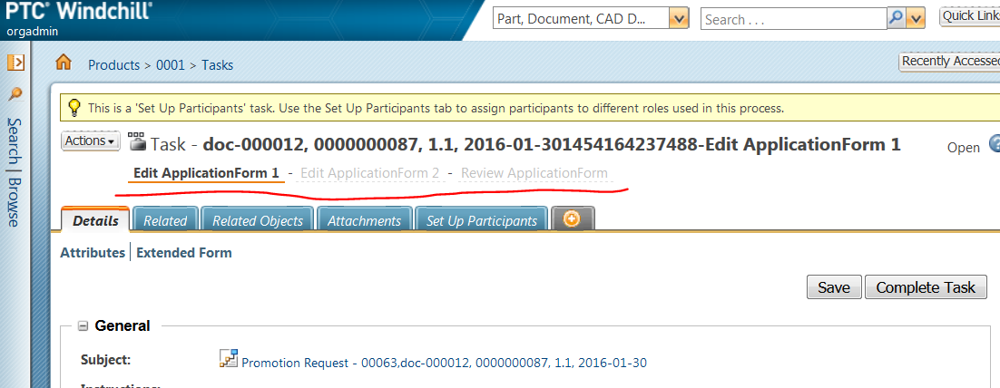 PTC® Windchill®
orgadmin
Part, Document, CAD D...
Search . . .
Quick Link
Products > 0001 > Tasks
Recently Accessed
This is a 'Set Up Participants' task. Use the Set Up Participants tab to assign participants to different roles used in this process.
Actions
Task - doc-000012, 0000000087, 1.1, 2016-01-301454164237488-Edit ApplicationForm 1
Open
Edit ApplicationForm 1 - Edit ApplicationForm 2 - Review ApplicationForm
Search | Browse
Details Related Related Objects Attachments Set Up Participants
Attributes Extended Form
Save Complete Task
General
Subject: Promotion Request - 00063,doc-000012, 0000000087, 1.1, 2016-01-30
Instructions: